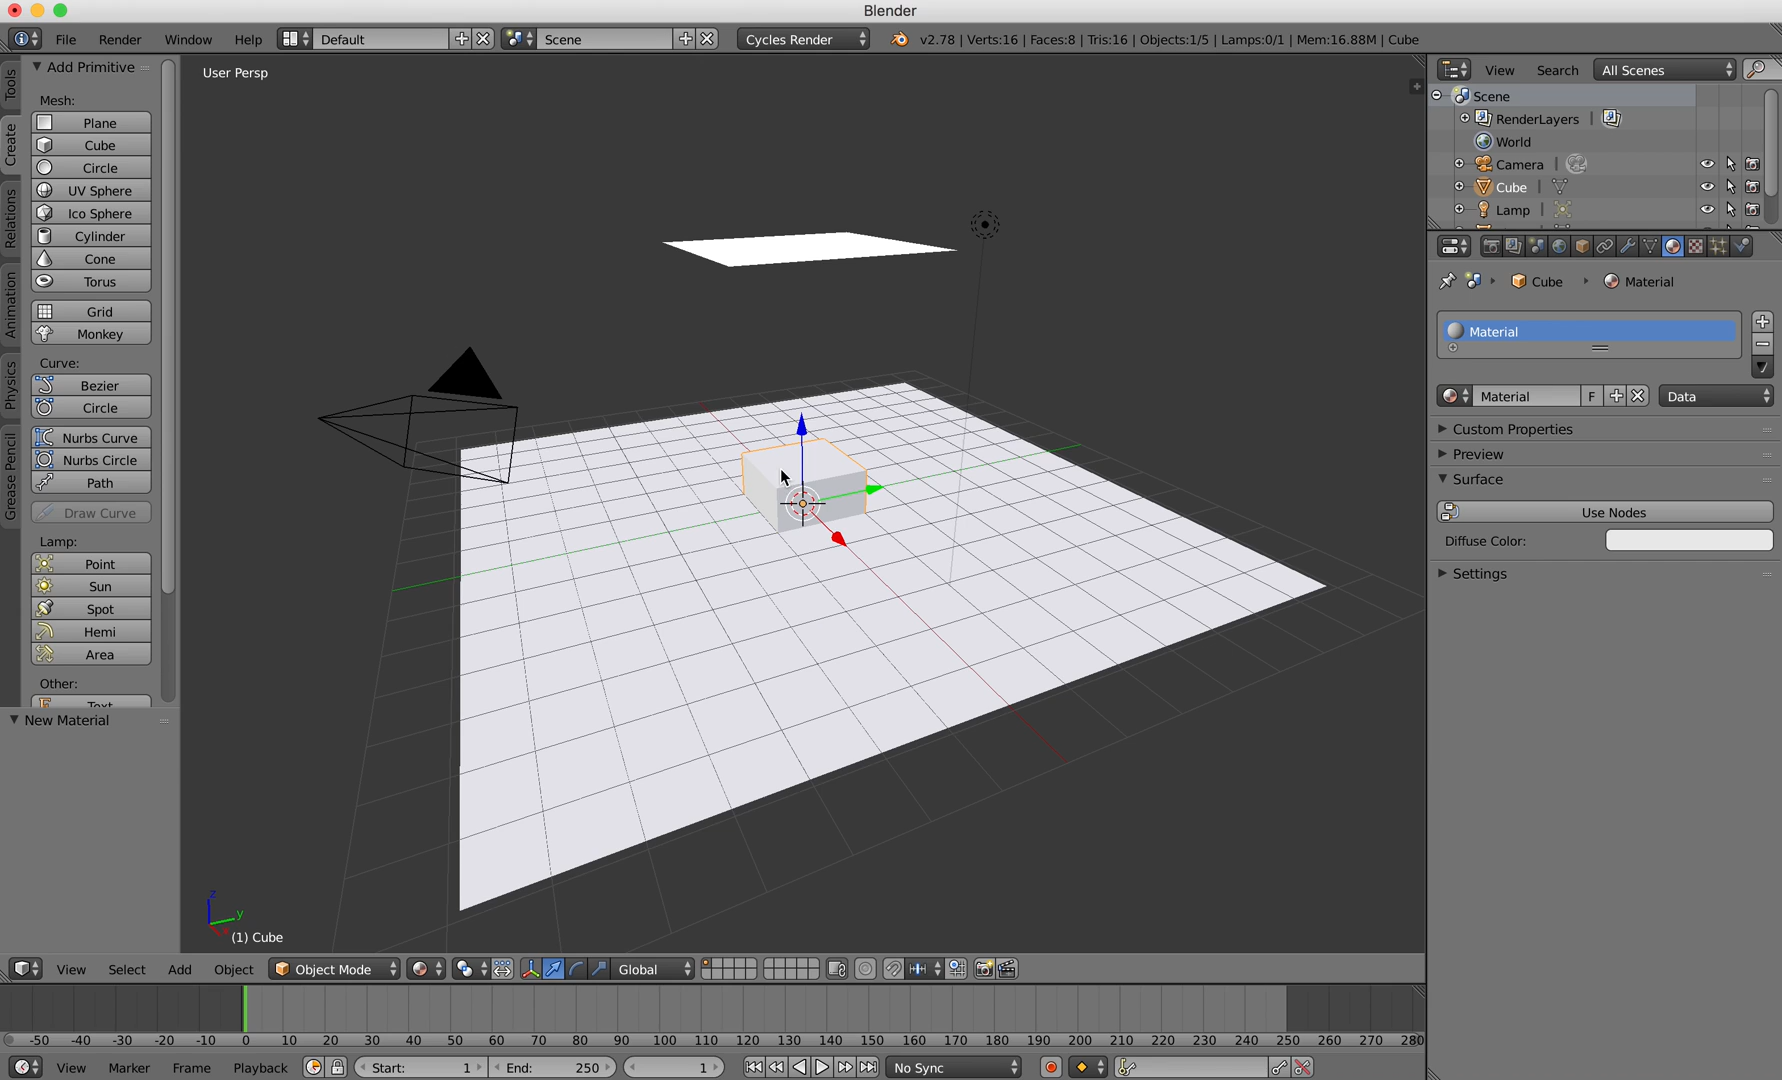 Blender
File Render Window Help Default Scene Cycles Render v2.78 | Verts:16 | Faces:8 | Tris:16 | Objects:1/5 | Lamps:0/1 | Mem:16.88M | Cube
Tools
Create
Relations
Animation
Physics
Grease Pencil
Add Primitive
Mesh:
Plane
Cube
Circle
UV Sphere
Ico Sphere
Cylinder
Cone
Torus
Grid
Monkey
Curve:
Bezier
Circle
Nurbs Curve
Nurbs Circle
Path
Draw Curve
Lamp:
Point
Sun
Spot
Hemi
Area
Other:
Text
New Material
User Persp
z
y
(1) Cube
View Search All Scenes
Scene
RenderLayers |
World
Camera |
Cube |
Lamp |
Cube Material
Material
Material F Data
Custom Properties
Preview
Surface
Use Nodes
Diffuse Color:
Settings
View Select Add Object Object Mode Global
-50 -40 -30 -20 -10 0 10 20 30 40 50 60 70 80 90 100 110 120 130 140 150 160 170 180 190 200 210 220 230 240 250 260 270 280
View Marker Frame Playback Start: 1 End: 250 1 No Sync